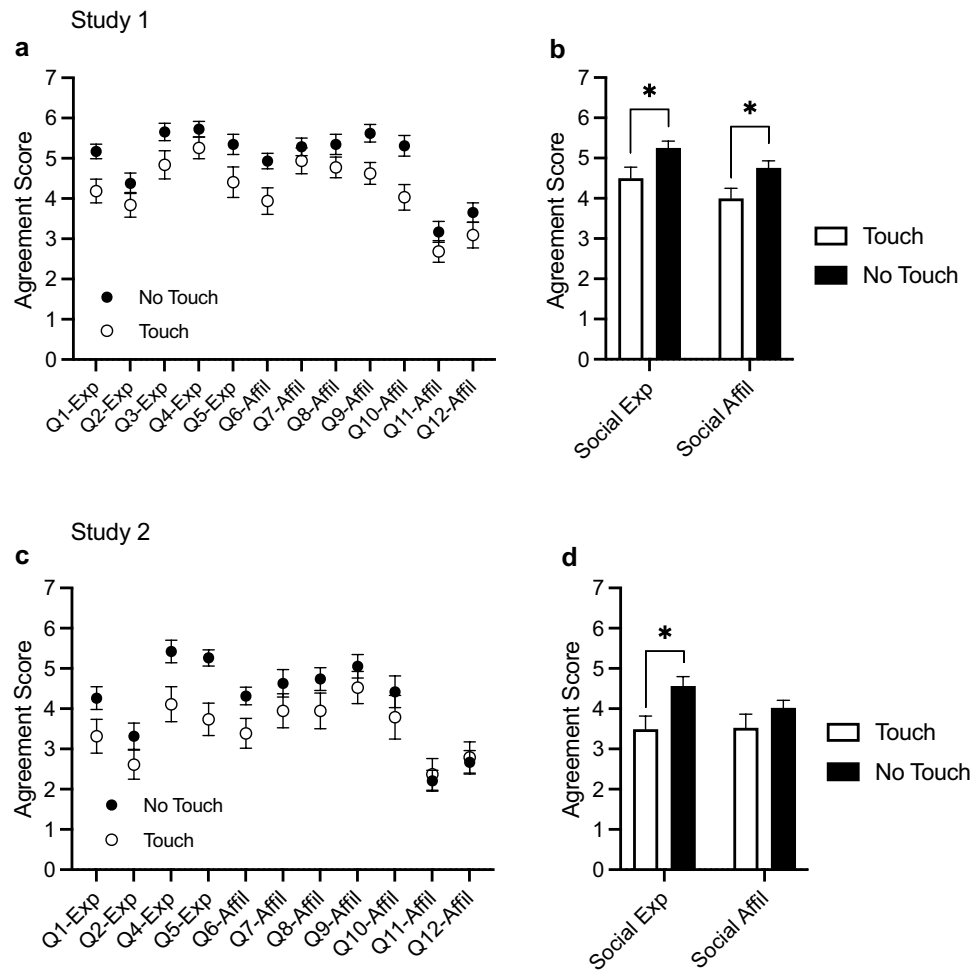 Study 1
a
Agreement Score
7
6
5
4
3
2
1
0
No Touch
Touch
Q1-Exp
Q2-Exp
Q3-Exp
Q4-Exp
Q5-Exp
Q6-Affil
Q7-Affil
Q8-Affil
Q9-Affil
Q10-Affil
Q11-Affil
Q12-Affil
b
Agreement Score
7
6
5
4
3
2
1
0
*
*
Social Exp
Social Affil
Touch
No Touch
Study 2
c
Agreement Score
7
6
5
4
3
2
1
0
No Touch
Touch
Q1-Exp
Q2-Exp
Q4-Exp
Q5-Exp
Q6-Affil
Q7-Affil
Q8-Affil
Q9-Affil
Q10-Affil
Q11-Affil
Q12-Affil
d
Agreement Score
7
6
5
4
3
2
1
0
*
Social Exp
Social Affil
Touch
No Touch